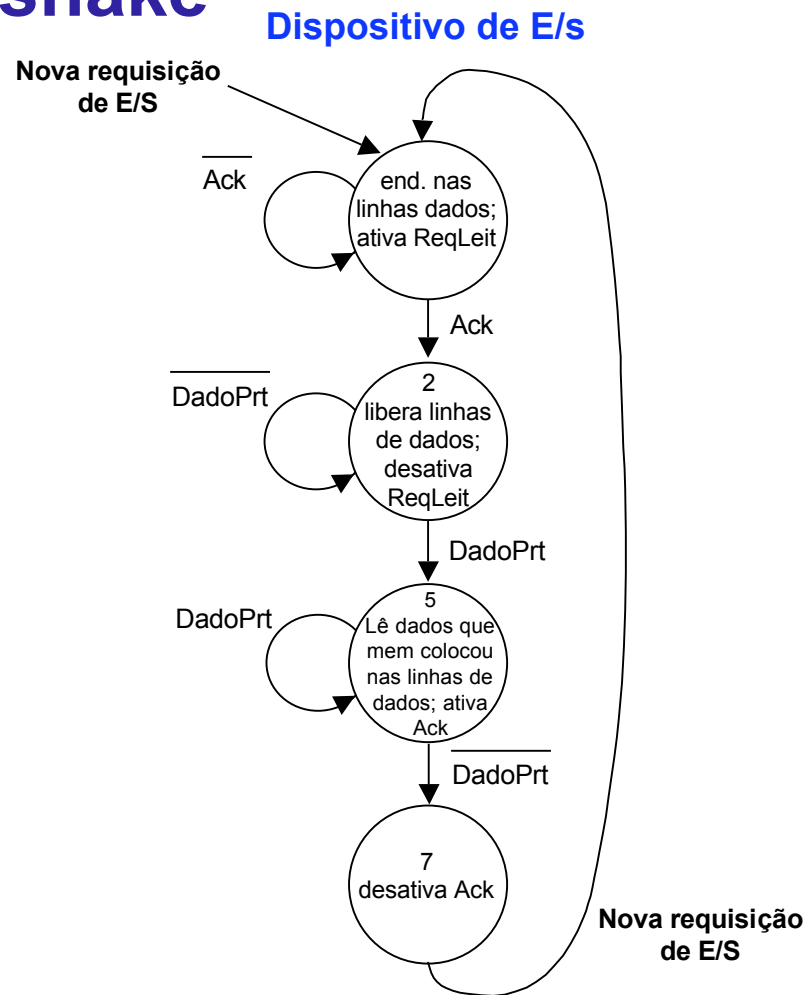 shake
Dispositivo de E/s
Nova requisição
de E/S
Ack
end. nas
linhas dados;
ativa ReqLeit
Ack
DadoPrt
2
libera linhas
de dados;
desativa
ReqLeit
DadoPrt
DadoPrt
5
Lê dados que
mem colocou
nas linhas de
dados; ativa
Ack
DadoPrt
7
desativa Ack
Nova requisição
de E/S